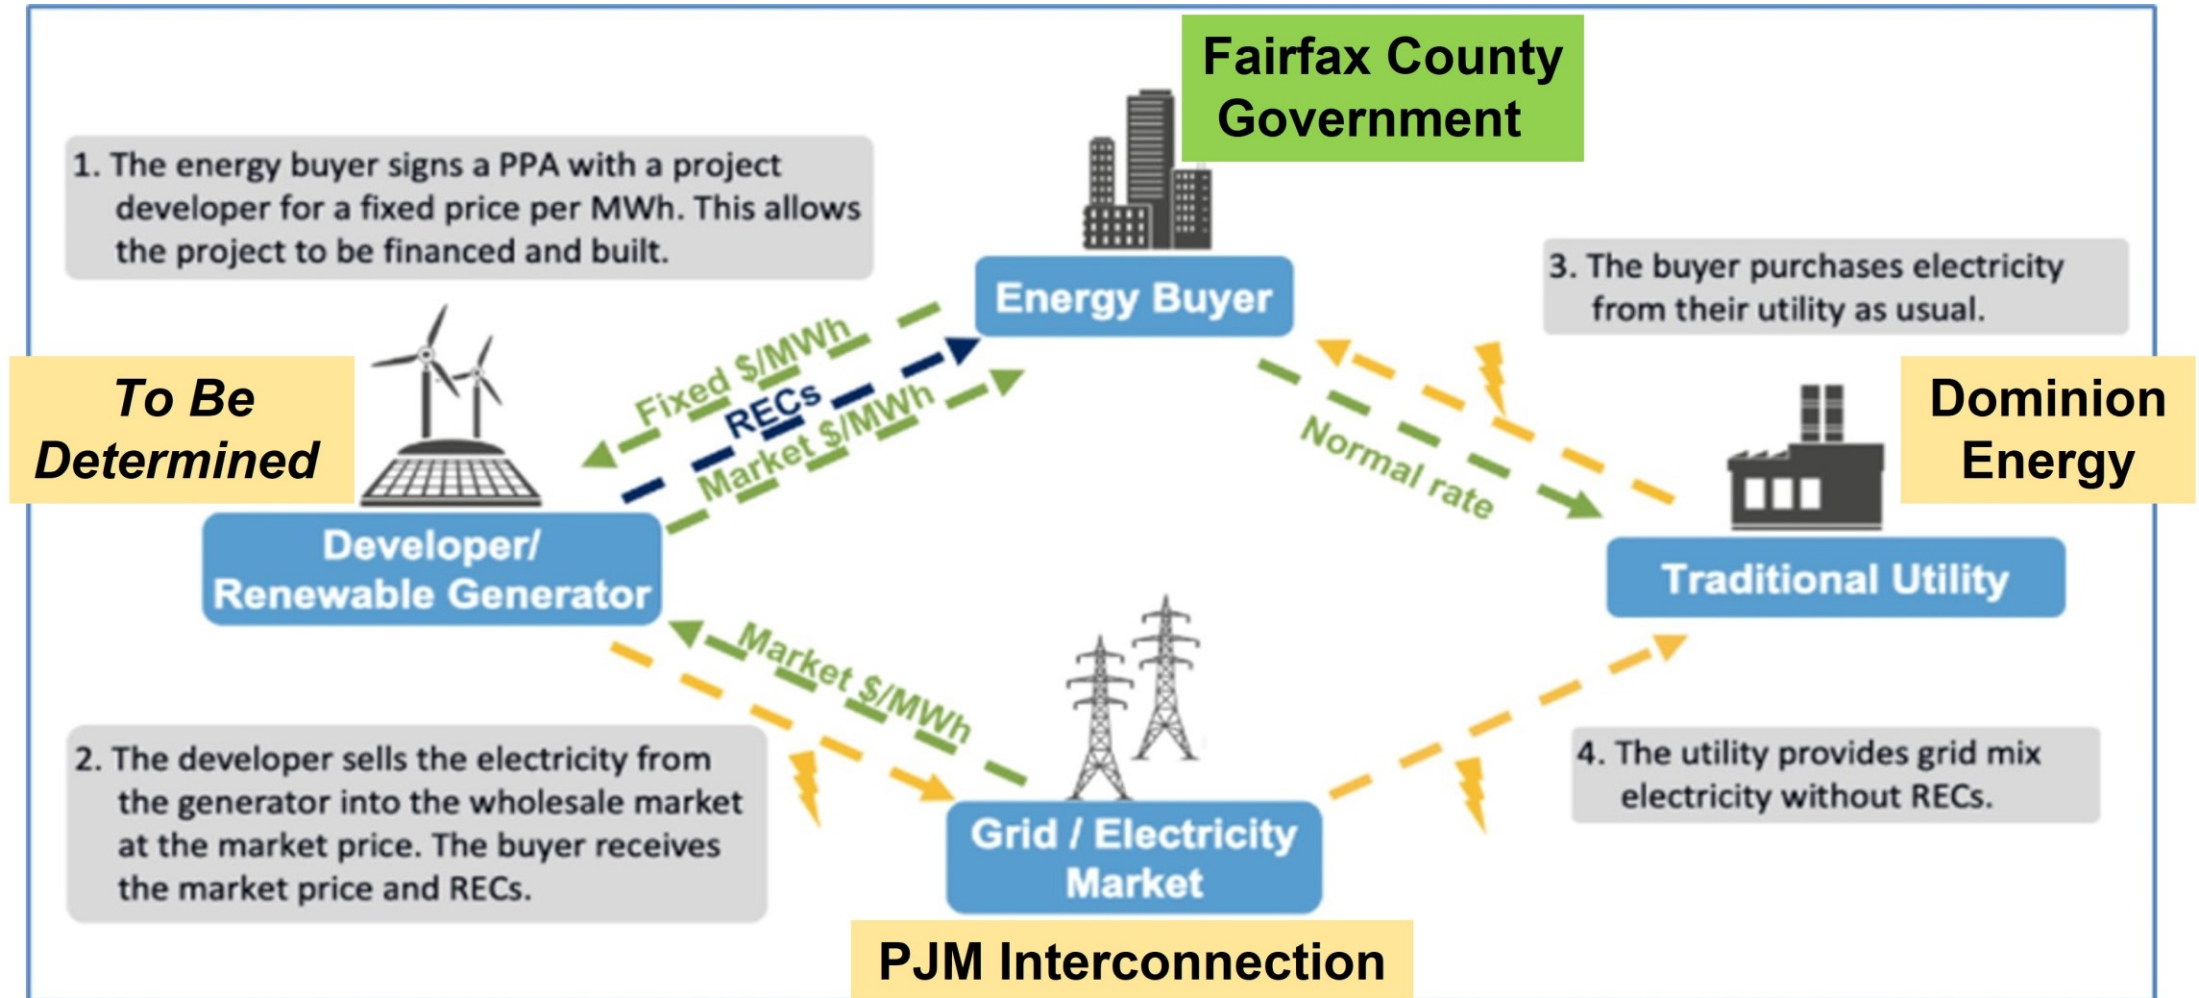 Fairfax County
Government
1. The energy buyer signs a PPA with a project
developer for a fixed price per MWh. This allows
the project to be financed and built.
Energy Buyer
3. The buyer purchases electricity
from their utility as usual.
To Be
Determined
Fixed $/MWh
RECs
Market $/MWh
Normal rate
Dominion
Energy
Developer/
Renewable Generator
Traditional Utility
Market $/MWh
2. The developer sells the electricity from
the generator into the wholesale market
at the market price. The buyer receives
the market price and RECs.
4. The utility provides grid mix
electricity without RECs.
Grid / Electricity
Market
PJM Interconnection